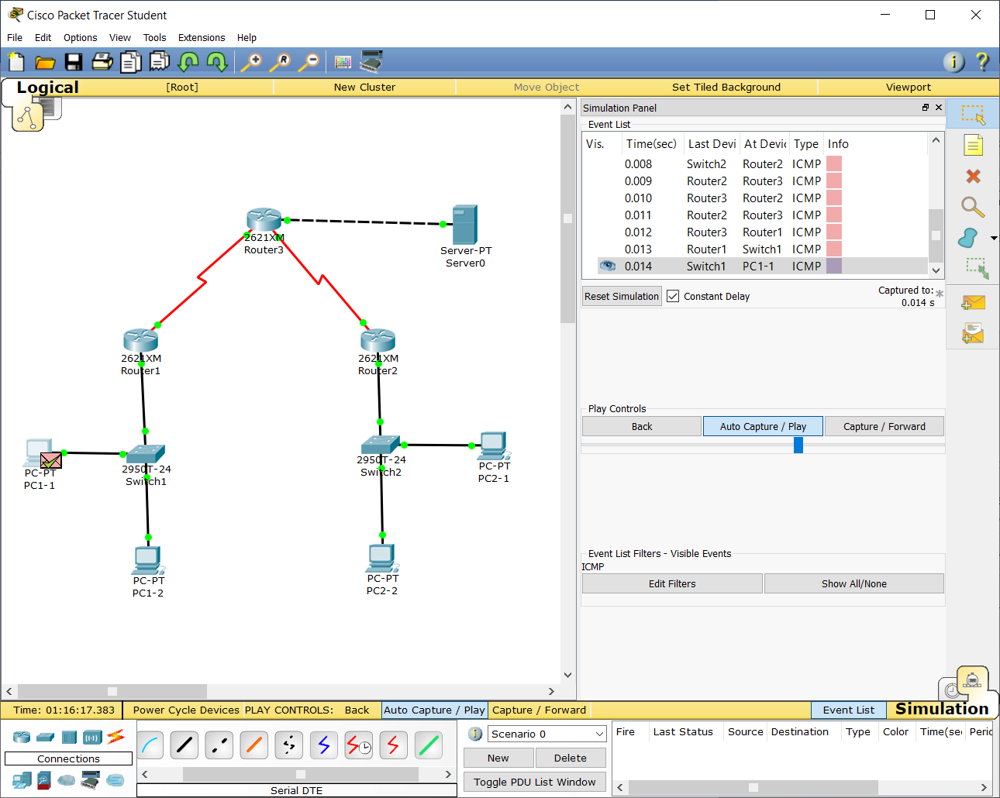 Cisco Packet Tracer Student
File Edit Options View Tools Extensions Help
Logical [Root] New Cluster Move Object Set Tiled Background Viewport
2621XM
Router3
Server-PT
Server0
2621XM
Router1
2621XM
Router2
PC-PT
PC1-1
2950T-24
Switch1
2950T-24
Switch2
PC-PT
PC2-1
PC-PT
PC1-2
PC-PT
PC2-2
Simulation Panel
Event List
Vis. Time(sec) Last Devi At Devic Type Info
0.008 Switch2 Router2 ICMP
0.009 Router2 Router3 ICMP
0.010 Router3 Router2 ICMP
0.011 Router2 Router3 ICMP
0.012 Router3 Router1 ICMP
0.013 Router1 Switch1 ICMP
0.014 Switch1 PC1-1 ICMP
Reset Simulation Constant Delay Captured to: *
0.014 s
Play Controls
Back Auto Capture / Play Capture / Forward
Event List Filters - Visible Events
ICMP
Edit Filters Show All/None
Time: 01:16:17.383 Power Cycle Devices PLAY CONTROLS: Back Auto Capture / Play Capture / Forward Event List Simulation
Connections
Serial DTE
Scenario 0
New Delete
Toggle PDU List Window
Fire Last Status Source Destination Type Color Time(sec Perio